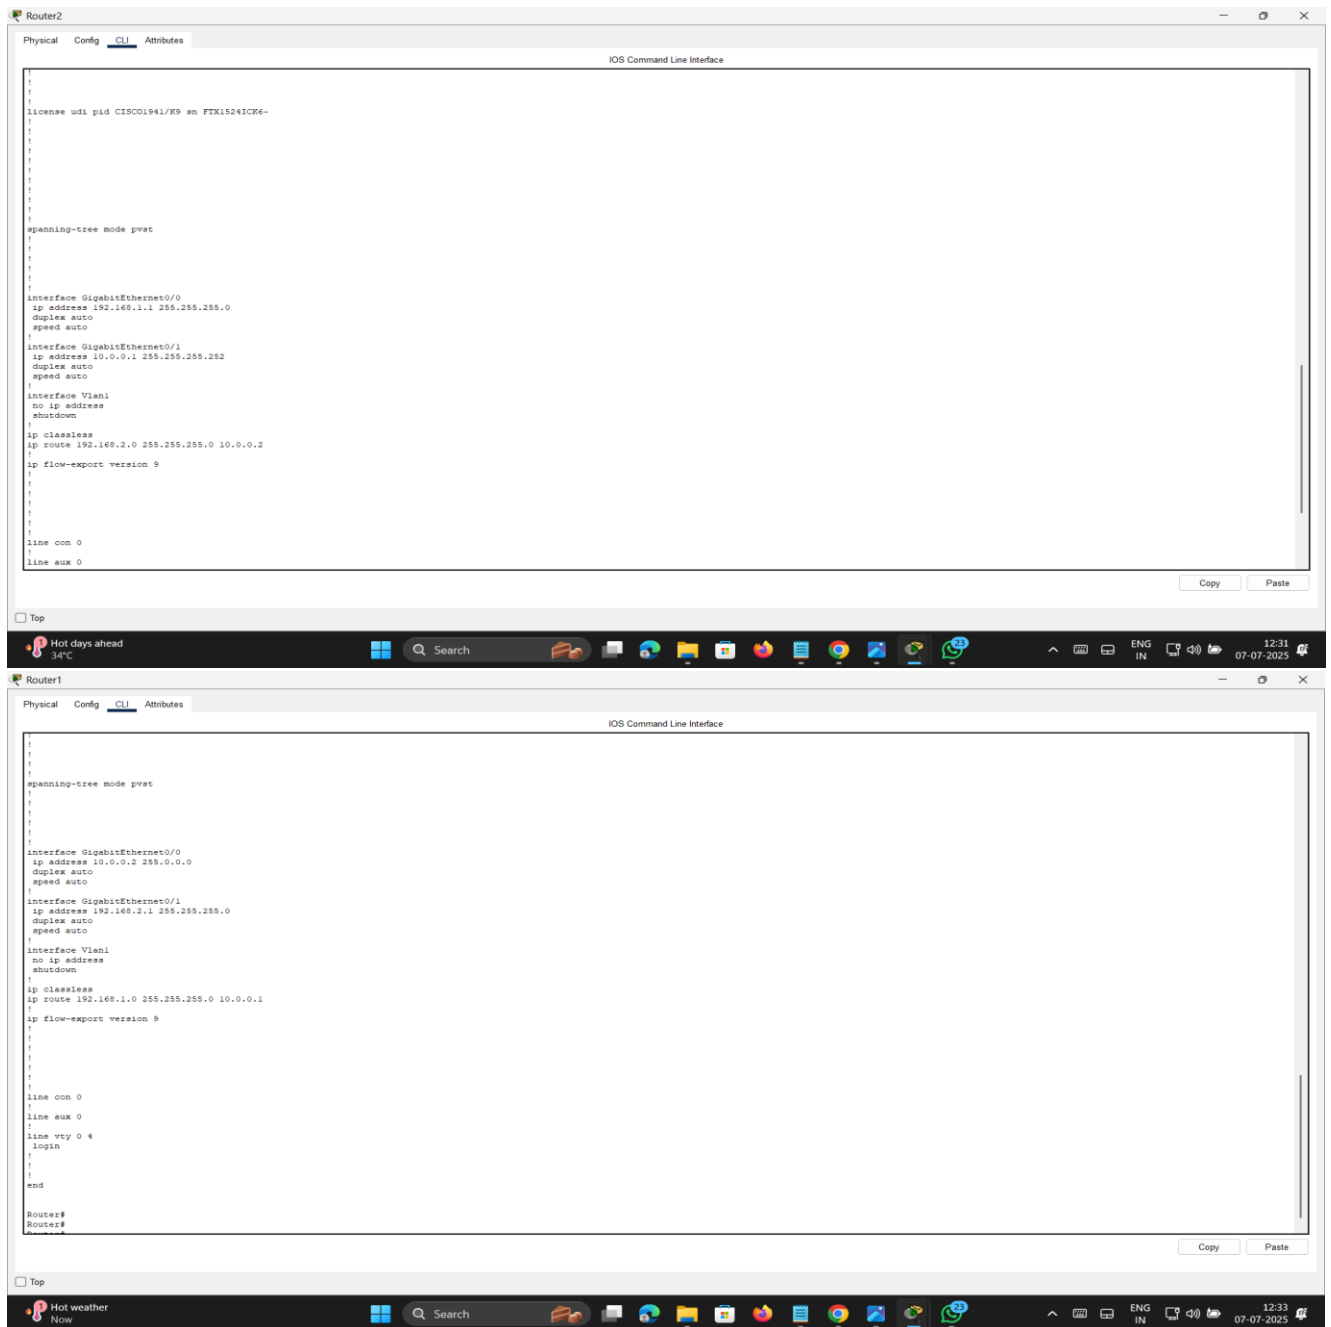 Router2
Physical Config CLI Attributes
IOS Command Line Interface
!
!
!
!
license udi pid CISCO1941/K9 sn FTX1524ICK6-
!
!
!
!
!
!
!
!
!
!
!
spanning-tree mode pvst
!
!
!
!
!
!
interface GigabitEthernet0/0
ip address 192.168.1.1 255.255.255.0
duplex auto
speed auto
!
interface GigabitEthernet0/1
ip address 10.0.0.1 255.255.255.252
duplex auto
speed auto
!
interface Vlan1
no ip address
shutdown
!
ip classless
ip route 192.168.2.0 255.255.255.0 10.0.0.2
!
ip flow-export version 9
!
!
!
!
!
!
!
line con 0
!
line aux 0
Copy Paste
Top
1 Hot days ahead
34°C
Search
23
ENG
IN
12:31
07-07-2025
Router1
Physical Config CLI Attributes
IOS Command Line Interface
!
!
!
!
!
spanning-tree mode pvst
!
!
!
!
!
!
interface GigabitEthernet0/0
ip address 10.0.0.2 255.0.0.0
duplex auto
speed auto
!
interface GigabitEthernet0/1
ip address 192.168.2.1 255.255.255.0
duplex auto
speed auto
!
interface Vlan1
no ip address
shutdown
!
ip classless
ip route 192.168.1.0 255.255.255.0 10.0.0.1
!
ip flow-export version 9
!
!
!
!
!
!
!
line con 0
!
line aux 0
!
line vty 0 4
login
!
!
!
end
Router#
Router#
Router#
Copy Paste
Top
1 Hot weather
Now
Search
23
ENG
IN
12:33
07-07-2025